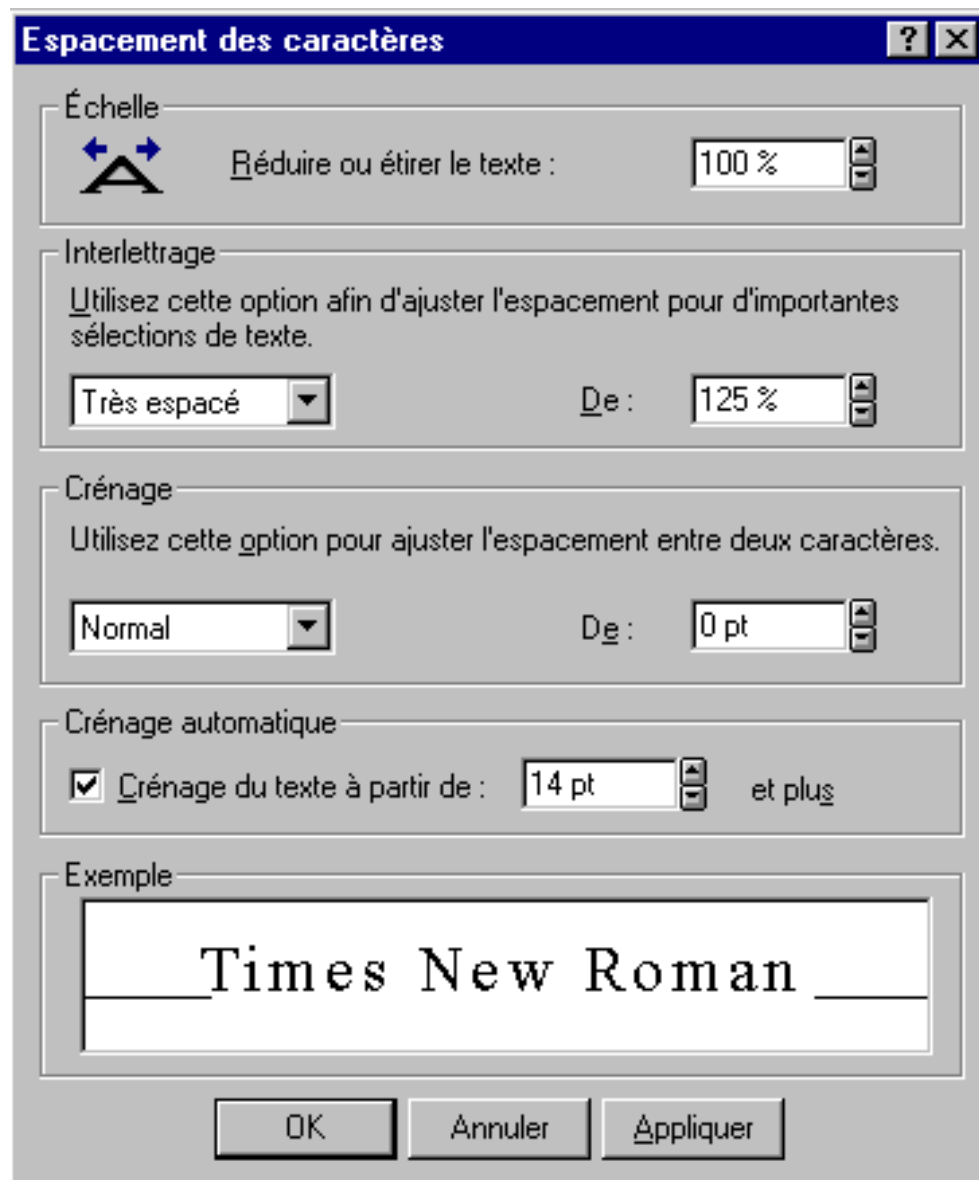 Espacement des caractères
Échelle
Réduire ou étirer le texte : 100 %
Interlettrage
Utilisez cette option afin d'ajuster l'espacement pour d'importantes
sélections de texte.
Très espacé De : 125 %
Crénage
Utilisez cette option pour ajuster l'espacement entre deux caractères.
Normal De : 0 pt
Crénage automatique
Crénage du texte à partir de : 14 pt et plus
Exemple
Times New Roman
OK Annuler Appliquer